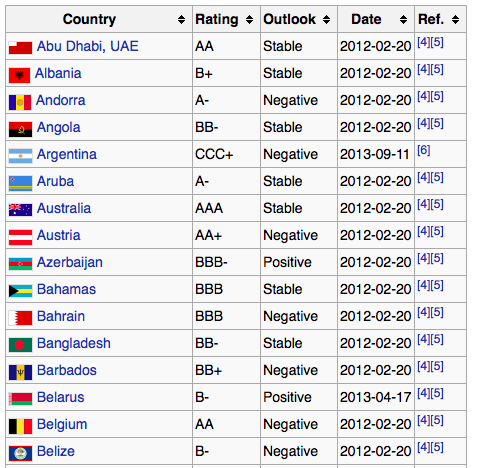 Country Rating Outlook Date Ref.
Abu Dhabi, UAE AA Stable 2012-02-20 [4][5]
Albania B+ Stable 2012-02-20 [4][5]
Andorra A- Negative 2012-02-20 [4][5]
Angola BB- Stable 2012-02-20 [4][5]
Argentina CCC+ Negative 2013-09-11 [6]
Aruba A- Stable 2012-02-20 [4][5]
Australia AAA Stable 2012-02-20 [4][5]
Austria AA+ Negative 2012-02-20 [4][5]
Azerbaijan BBB- Positive 2012-02-20 [4][5]
Bahamas BBB Stable 2012-02-20 [4][5]
Bahrain BBB Negative 2012-02-20 [4][5]
Bangladesh BB- Stable 2012-02-20 [4][5]
Barbados BB+ Negative 2012-02-20 [4][5]
Belarus B- Positive 2013-04-17 [4][5]
Belgium AA Negative 2012-02-20 [4][5]
Belize B- Negative 2012-02-20 [4][5]